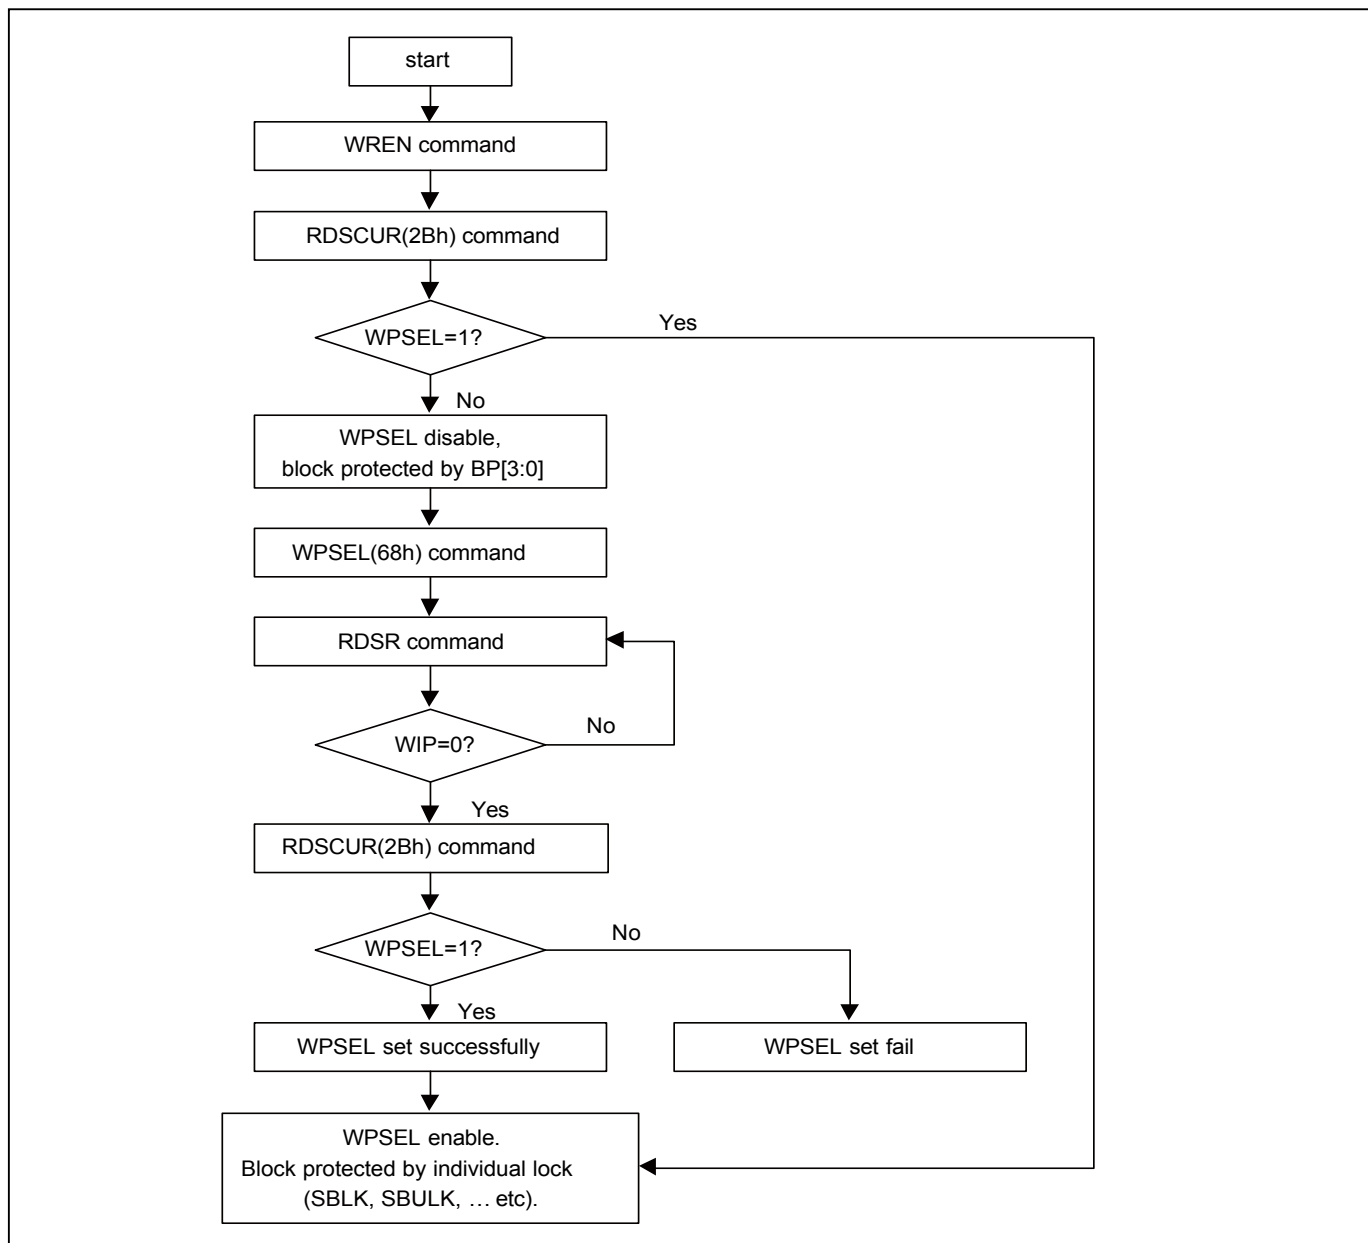 start
WREN command
RDSCUR(2Bh) command
WPSEL=1?
Yes
No
WPSEL disable,
block protected by BP[3:0]
WPSEL(68h) command
RDSR command
WIP=0?
No
Yes
RDSCUR(2Bh) command
WPSEL=1?
No
Yes
WPSEL set successfully
WPSEL set fail
WPSEL enable.
Block protected by individual lock
(SBLK, SBULK, … etc).